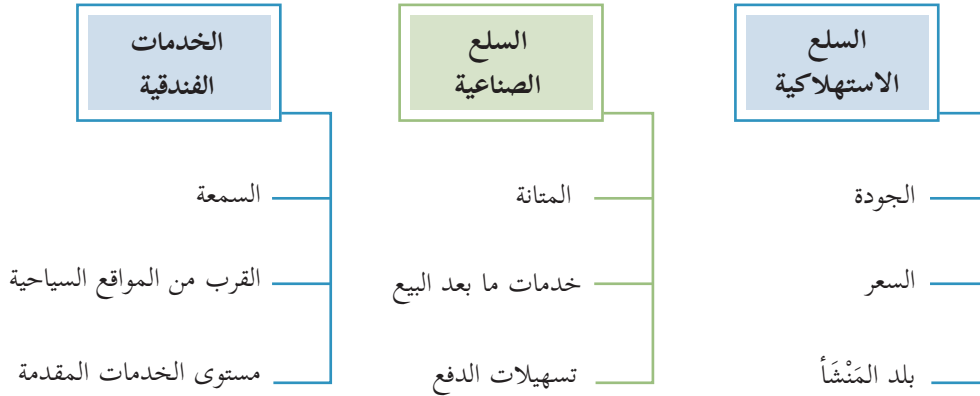 السلع
الاستهلاكية
الجودة
السعر
بلد المَنْشَأ
السلع
الصناعية
المتانة
خدمات ما بعد البيع
تسهيلات الدفع
الخدمات
الفندقية
السمعة
القرب من المواقع السياحية
مستوى الخدمات المقدمة